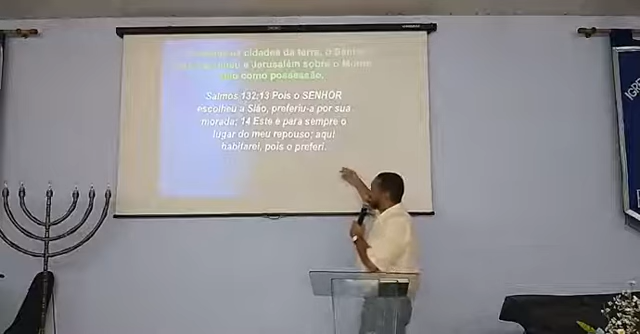 cidades da terra, o Senhor
e Jerusalém sobre o Monte
como possessão.
Salmos 132:13 Pois o SENHOR
escolheu a Sião, preferiu-a por sua
morada: 14 Este é para sempre o
lugar do meu repouso; aqui
habitarei, pois o preferi.